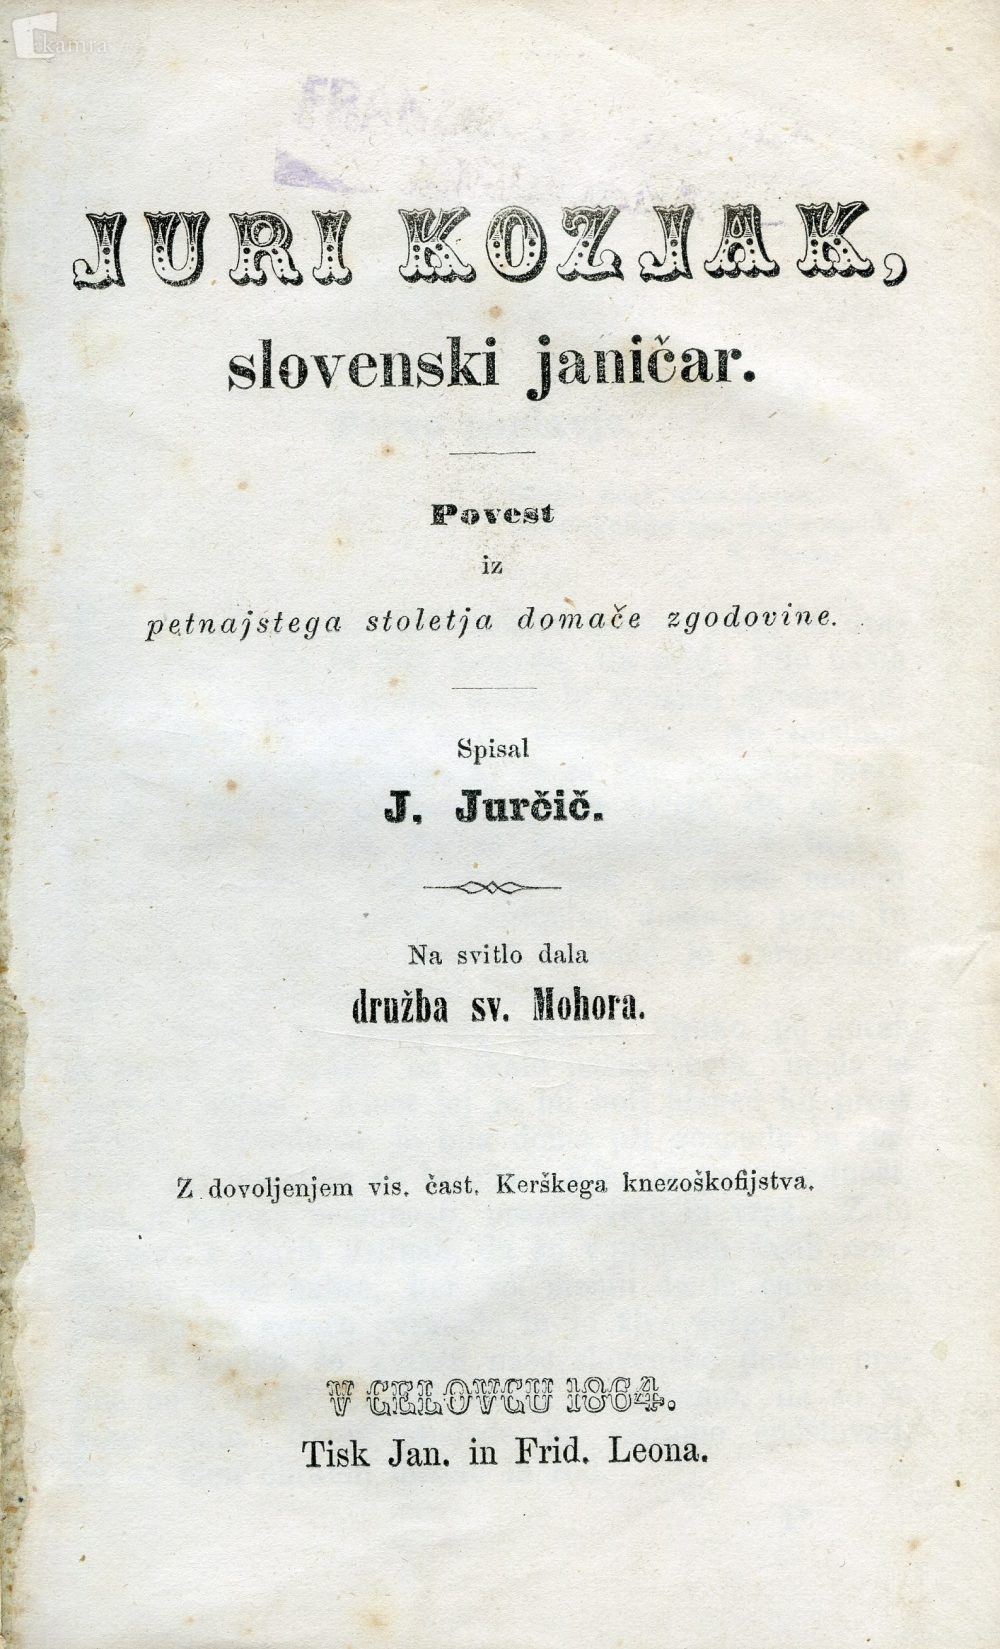 kamra
JURI KOZJAK,
slovenski janičar.
Povest
iz
petnajstega stoletja domače zgodovine.
Spisal
J. Jurčič.
Na svitlo dala
družba sv. Mohora.
Z dovoljenjem vis. čast. Kerškega knezoškofijstva.
V CELOVCU 1864.
Tisk Jan. in Frid. Leona.